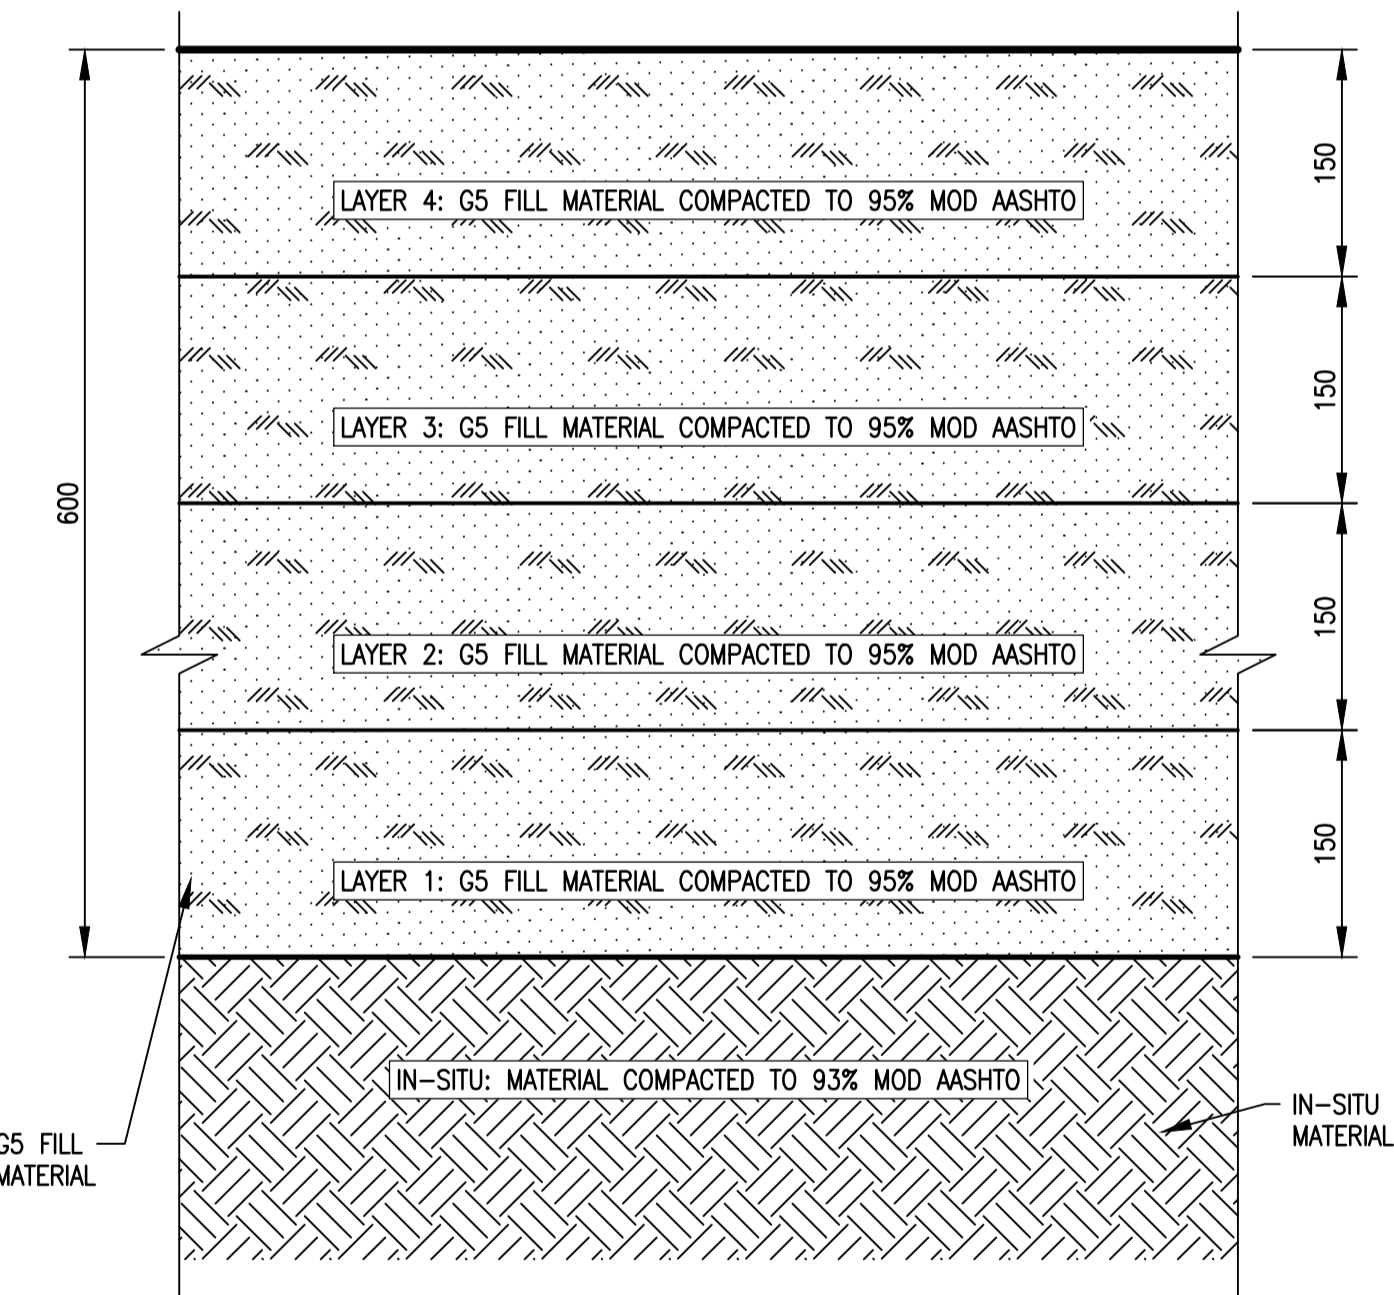 150
LAYER 4: G5 FILL MATERIAL COMPACTED TO 95% MOD AASHTO
150
LAYER 3: G5 FILL MATERIAL COMPACTED TO 95% MOD AASHTO
600
150
LAYER 2: G5 FILL MATERIAL COMPACTED TO 95% MOD AASHTO
150
LAYER 1: G5 FILL MATERIAL COMPACTED TO 95% MOD AASHTO
IN-SITU: MATERIAL COMPACTED TO 93% MOD AASHTO
G5 FILL
MATERIAL
IN-SITU
MATERIAL